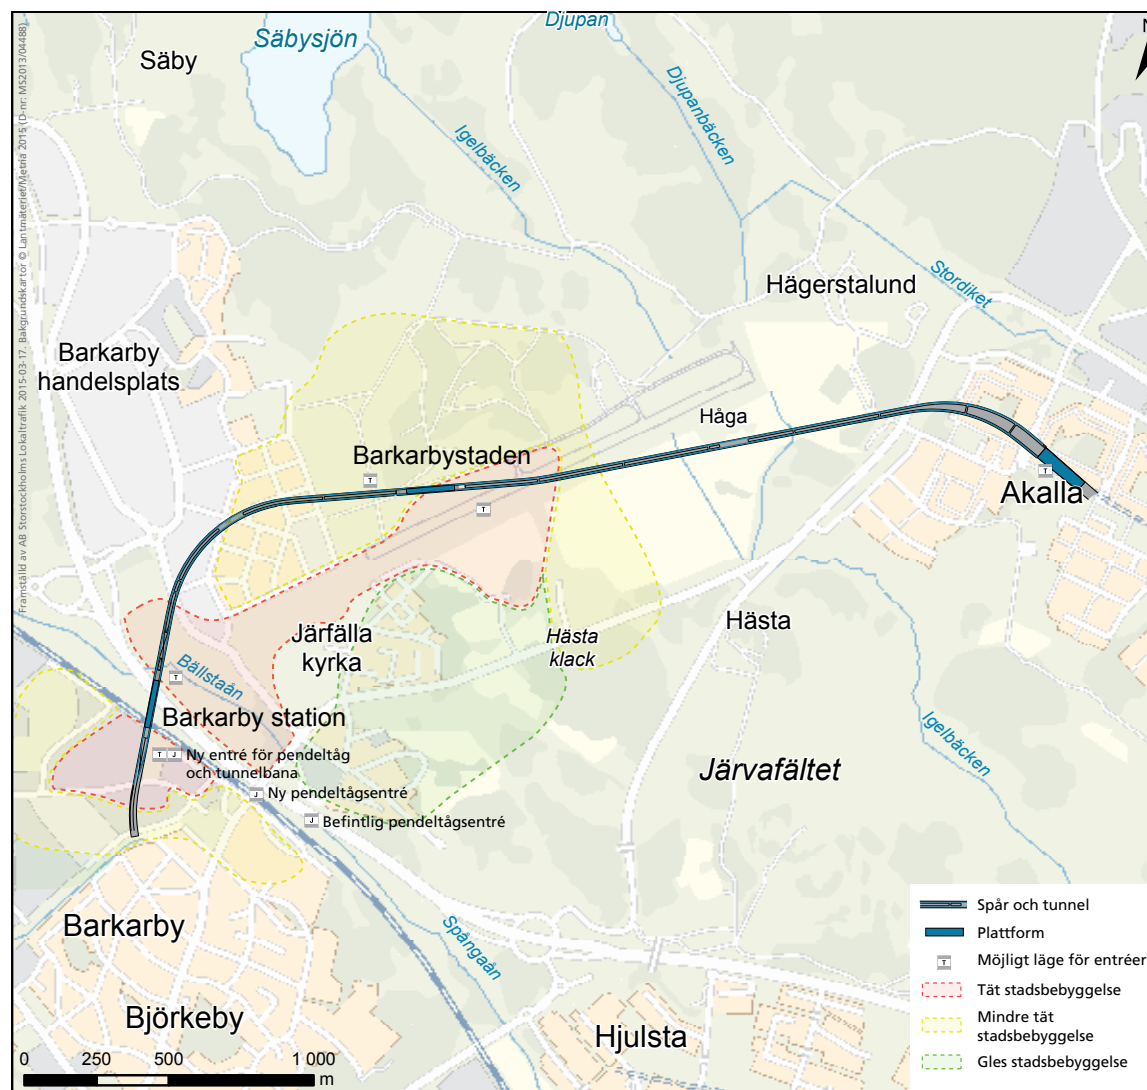 Djupan
Säbysjön
Säby
N
Framställd av AB Storstockholms Lokaltrafik 2015-03-17. Bakgrundskartor © Lantmäteriet/Metria 2015 (D-nr: MS2013/04488)
Igelbäcken
Djupanbäcken
Stordiket
Hägerstalund
Barkarby
handelsplats
Håga
Barkarbystaden
T
T
T
Akalla
Järfälla
kyrka
Hästa
klack
Hästa
Bällstaån
T
Barkarby station
T J Ny entré för pendeltåg
och tunnelbana
J Ny pendeltågsentré
J Befintlig pendeltågsentré
Järvafältet
Igelbäcken
Spångaån
Barkarby
Björkeby
Hjulsta
0 250 500 1 000
m
Spår och tunnel
Plattform
T Möjligt läge för entréer
Tät stadsbebyggelse
Mindre tät
stadsbebyggelse
Gles stadsbebyggelse